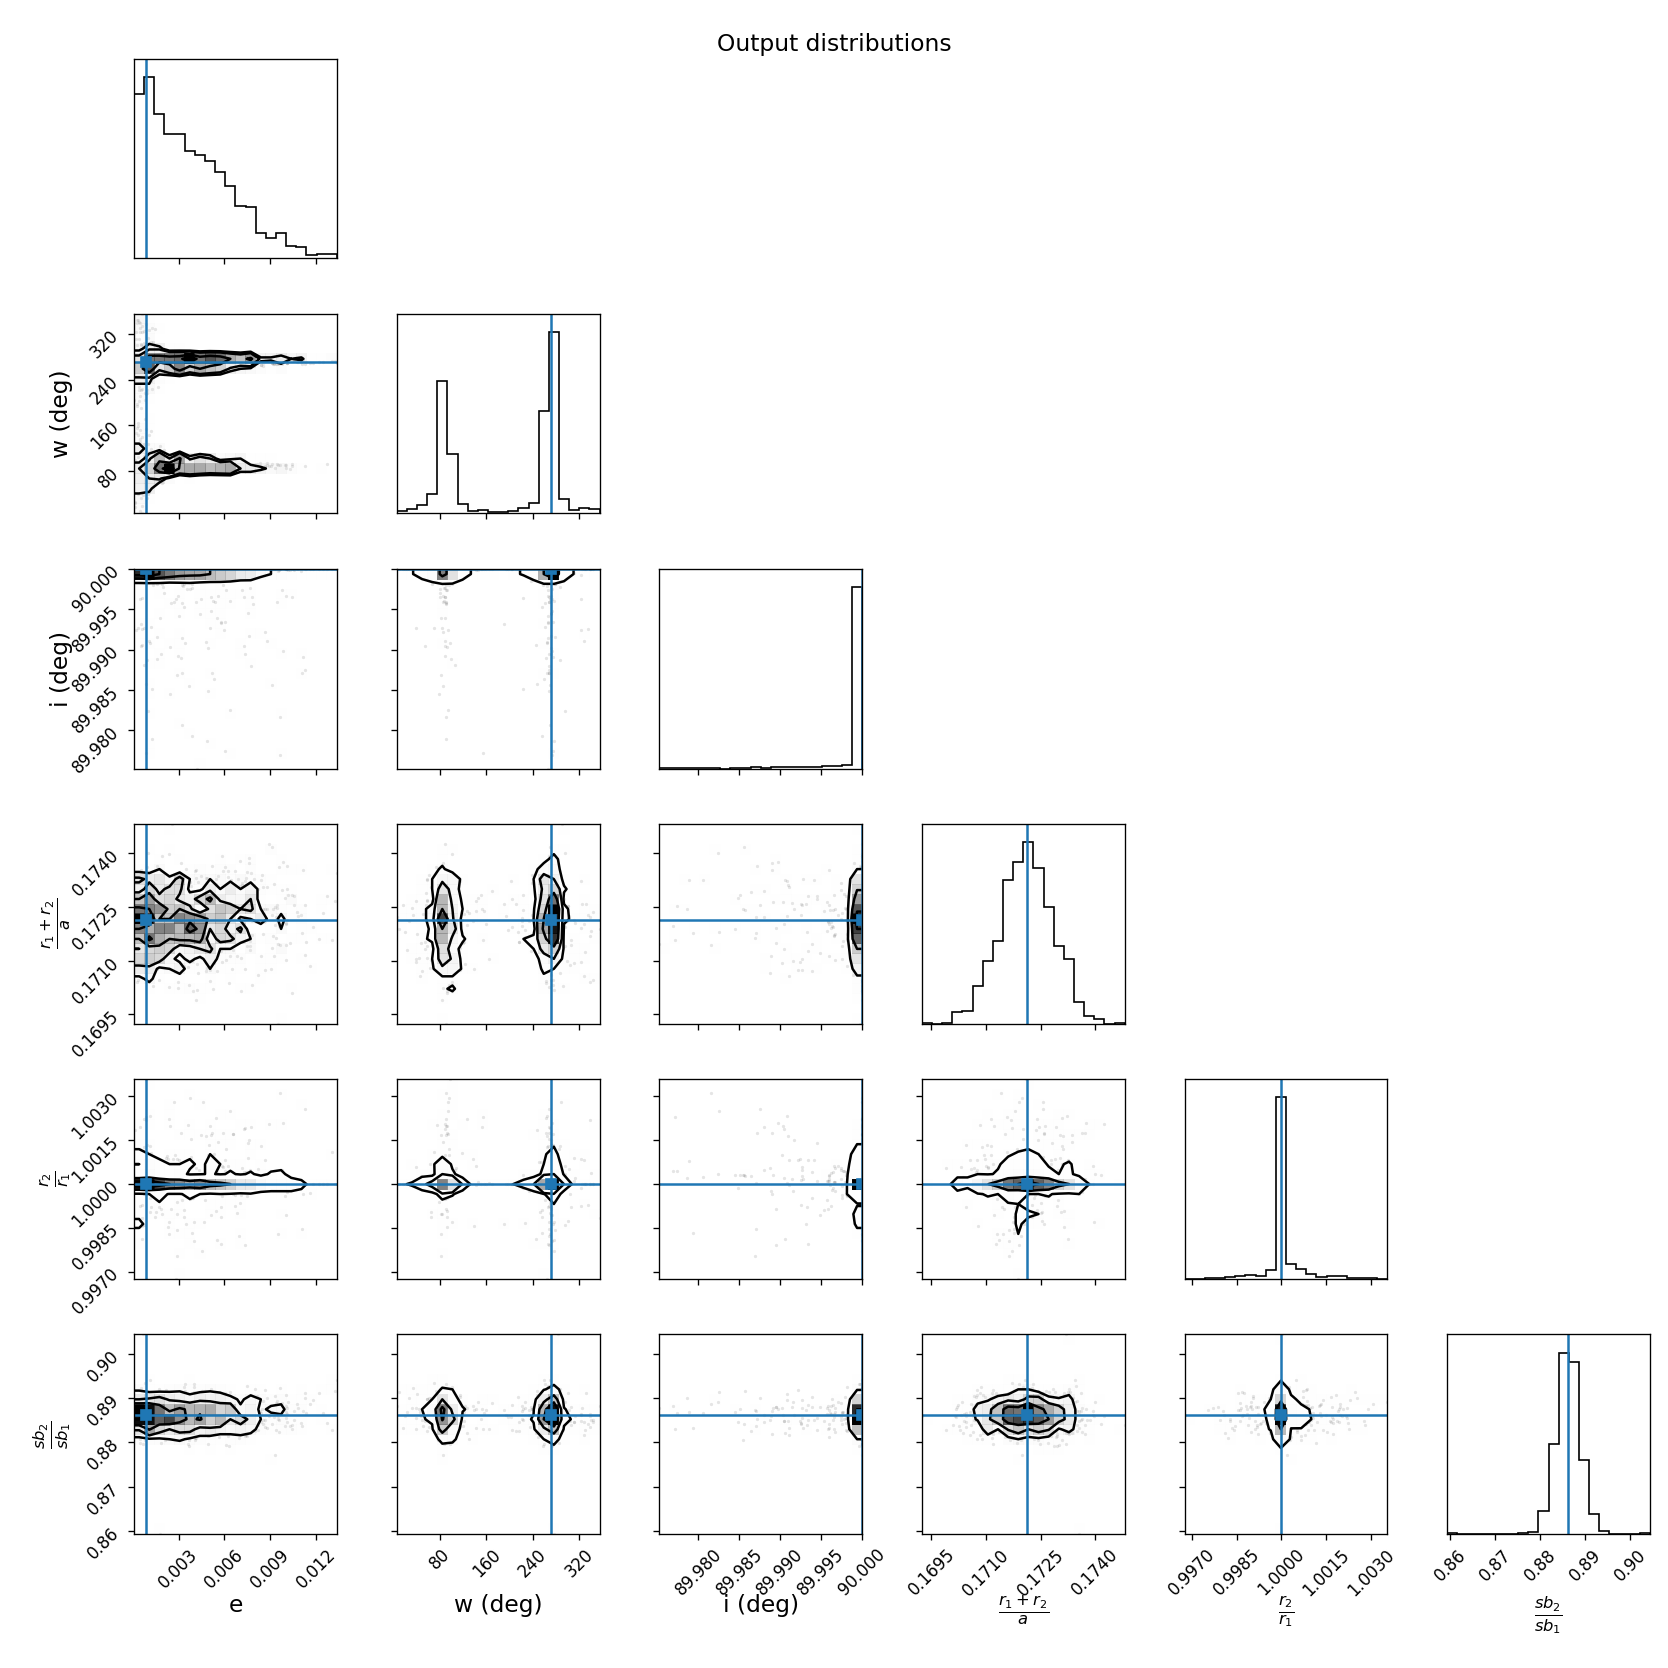 Output distributions
w (deg)
320
240
160
80
i (deg)
90.000
89.995
89.990
89.985
89.980
r₁ + r₂
a
0.1740
0.1725
0.1710
0.1695
r₂
r₁
1.0030
1.0015
1.0000
0.9985
0.9970
sb₂
sb₁
0.90
0.89
0.88
0.87
0.86
0.003 0.006 0.009 0.012
80 160 240 320
89.980 89.985 89.990 89.995 90.000
0.1695 0.1710 0.1725 0.1740
0.9970 0.9985 1.0000 1.0015 1.0030
0.86 0.87 0.88 0.89 0.90
e
w (deg)
i (deg)
r₁ + r₂
a
r₂
r₁
sb₂
sb₁